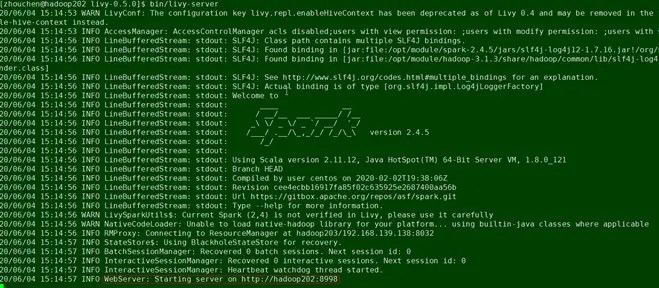 [zhouchen@hadoop202 livy-0.5.0]$ bin/livy-server
20/06/04 15:14:53 WARN LivyConf: The configuration key livy.repl.enableHiveContext has been deprecated as of Livy 0.4 and may be removed in the
le-hive-context instead.
20/06/04 15:14:53 INFO AccessManager: AccessControlManager acls disabled;users with view permission: ;users with modify permission: ;users with
20/06/04 15:14:56 INFO LineBufferedStream: stdout: SLF4J: Class path contains multiple SLF4J bindings.
20/06/04 15:14:56 INFO LineBufferedStream: stdout: SLF4J: Found binding in [jar:file:/opt/module/spark-2.4.5/jars/slf4j-log4j12-1.7.16.jar!/org/
20/06/04 15:14:56 INFO LineBufferedStream: stdout: SLF4J: Found binding in [jar:file:/opt/module/hadoop-3.1.3/share/hadoop/common/lib/slf4j-log4
nder.class]
20/06/04 15:14:56 INFO LineBufferedStream: stdout: SLF4J: See http://www.slf4j.org/codes.html#multiple_bindings for an explanation.
20/06/04 15:14:56 INFO LineBufferedStream: stdout: SLF4J: Actual binding is of type [org.slf4j.impl.Log4jLoggerFactory]
20/06/04 15:14:56 INFO LineBufferedStream: stdout: Welcome to
20/06/04 15:14:56 INFO LineBufferedStream: stdout:
20/06/04 15:14:56 INFO LineBufferedStream: stdout:
20/06/04 15:14:56 INFO LineBufferedStream: stdout:
20/06/04 15:14:56 INFO LineBufferedStream: stdout: version 2.4.5
20/06/04 15:14:56 INFO LineBufferedStream: stdout:
20/06/04 15:14:56 INFO LineBufferedStream: stdout:
20/06/04 15:14:56 INFO LineBufferedStream: stdout: Using Scala version 2.11.12, Java HotSpot(TM) 64-Bit Server VM, 1.8.0_121
20/06/04 15:14:56 INFO LineBufferedStream: stdout: Branch HEAD
20/06/04 15:14:56 INFO LineBufferedStream: stdout: Compiled by user centos on 2020-02-02T19:38:06Z
20/06/04 15:14:56 INFO LineBufferedStream: stdout: Revision cee4ecbb16917fa85f02c635925e2687400aa56b
20/06/04 15:14:56 INFO LineBufferedStream: stdout: Url https://gitbox.apache.org/repos/asf/spark.git
20/06/04 15:14:56 INFO LineBufferedStream: stdout: Type --help for more information.
20/06/04 15:14:56 WARN LivySparkUtils$: Current Spark (2,4) is not verified in Livy, please use it carefully
20/06/04 15:14:56 WARN NativeCodeLoader: Unable to load native-hadoop library for your platform... using builtin-java classes where applicable
20/06/04 15:14:56 INFO RMProxy: Connecting to ResourceManager at hadoop203/192.168.139.138:8032
20/06/04 15:14:57 INFO StateStore$: Using BlackholeStateStore for recovery.
20/06/04 15:14:57 INFO BatchSessionManager: Recovered 0 batch sessions. Next session id: 0
20/06/04 15:14:57 INFO InteractiveSessionManager: Recovered 0 interactive sessions. Next session id: 0
20/06/04 15:14:57 INFO InteractiveSessionManager: Heartbeat watchdog thread started.
20/06/04 15:14:57 INFO WebServer: Starting server on http://hadoop202:8998